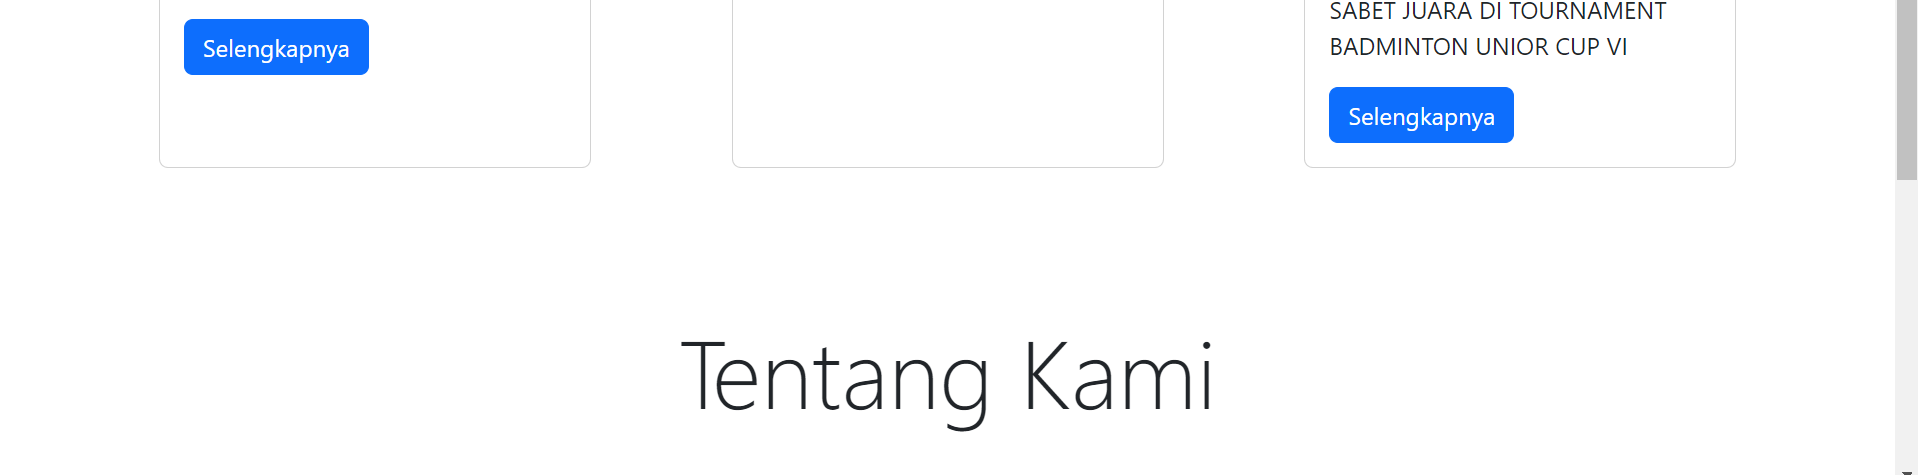 Selengkapnya
SABET JUARA DI TOURNAMENT
BADMINTON UNIOR CUP VI
Selengkapnya
Tentang Kami